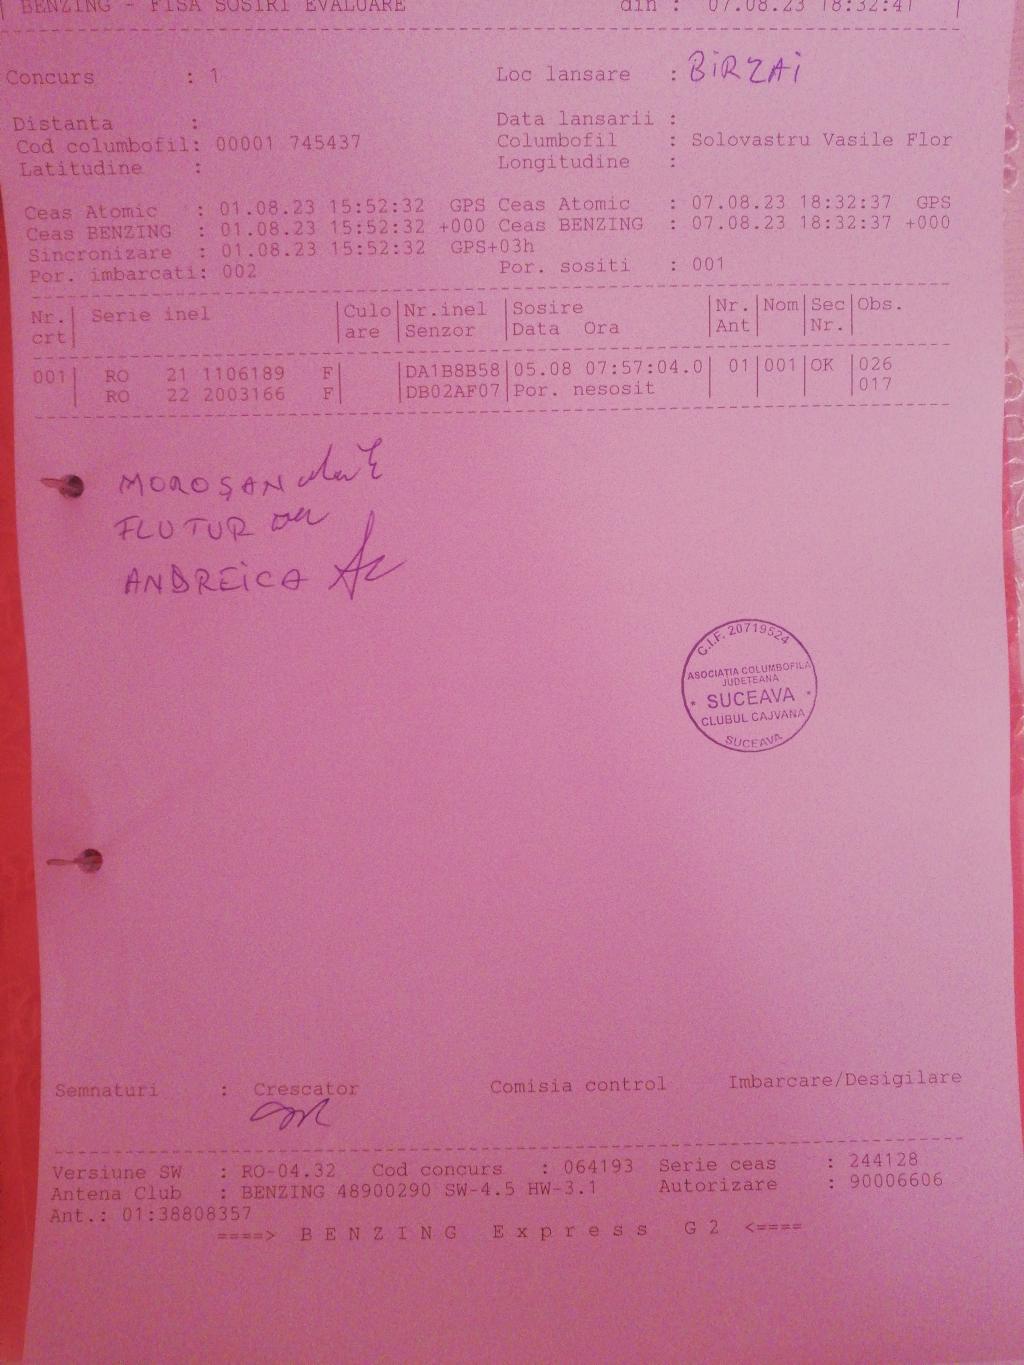 BENZING - FISA SOSIRI EVALUARE din : 07.08.23 18:32:41
Concurs : 1 Loc lansare : BiRZAi
Distanta : Data lansarii :
Cod columbofil: 00001 745437 Columbofil : Solovastru Vasile Flor
Latitudine : Longitudine :
Ceas Atomic : 01.08.23 15:52:32 GPS Ceas Atomic : 07.08.23 18:32:37 GPS
Ceas BENZING : 01.08.23 15:52:32 +000 Ceas BENZING : 07.08.23 18:32:37 +000
Sincronizare : 01.08.23 15:52:32 GPS+03h
Por. imbarcati: 002 Por. sositi : 001
Nr. | Serie inel | Culo | Nr.inel | Sosire | Nr. | Nom | Sec | Obs.
crt | are | Senzor | Data Ora | Ant | | Nr. |
001 | RO 21 1106189 F | | DA1B8B58 | 05.08 07:57:04.0 | 01 | 001 | OK | 026
RO 22 2003166 F | | DB02AF07 | Por. nesosit | 017
MOROŞAN
FLUTUR
ANDREiCA
C.I.F. 20719524
ASOCIATIA COLUMBOFILA
JUDETEANA
* SUCEAVA *
CLUBUL CAJVANA
SUCEAVA
Semnaturi : Crescator Comisia control Imbarcare/Desigilare
Versiune SW : RO-04.32 Cod concurs : 064193 Serie ceas : 244128
Antena Club : BENZING 48900290 SW-4.5 HW-3.1 Autorizare : 90006606
Ant.: 01:38808357
====> BENZING Express G2 <====